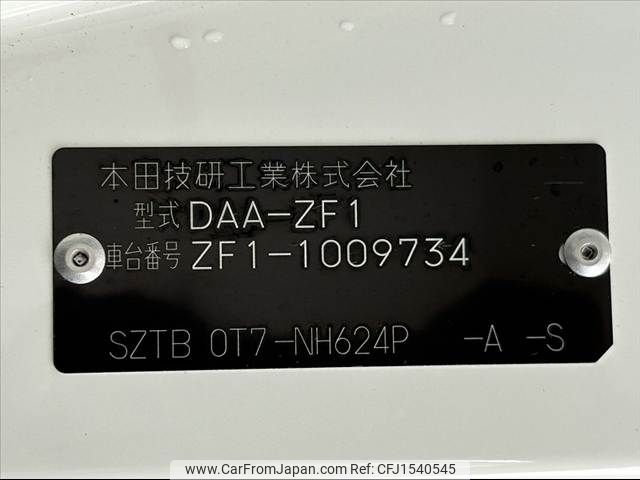 本田技研工業株式会社
型式 DAA-ZF1
車台番号 ZF1-1009734
SZTB 0T7-NH624P -A -S
www.CarFromJapan.com | CFJ1540545